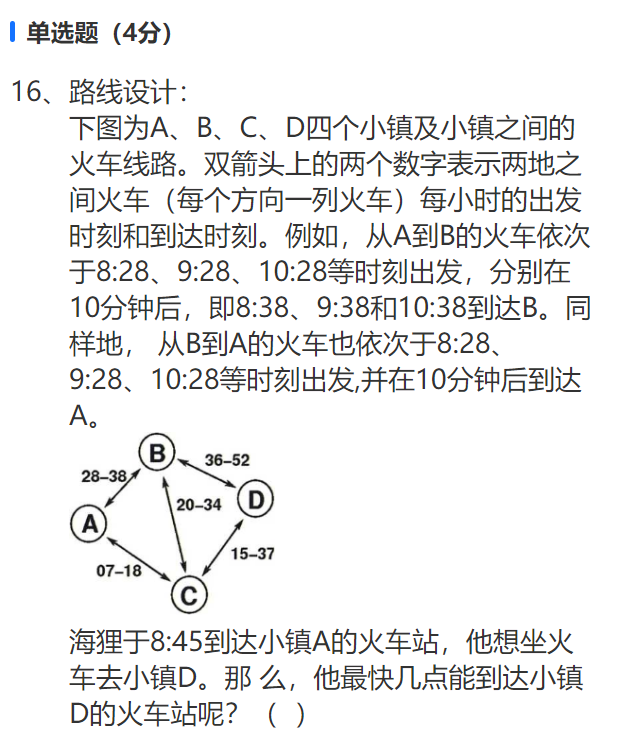 单选题（4分）
16、路线设计：
下图为A、B、C、D四个小镇及小镇之间的
火车线路。双箭头上的两个数字表示两地之
间火车（每个方向一列火车）每小时的出发
时刻和到达时刻。例如，从A到B的火车依次
于8:28、9:28、10:28等时刻出发，分别在
10分钟后，即8:38、9:38和10:38到达B。同
样地， 从B到A的火车也依次于8:28、
9:28、10:28等时刻出发,并在10分钟后到达
A。
B
36–52
28–38
20–34
D
A
15–37
07–18
C
海狸于8:45到达小镇A的火车站，他想坐火
车去小镇D。那 么，他最快几点能到达小镇
D的火车站呢？（ ）